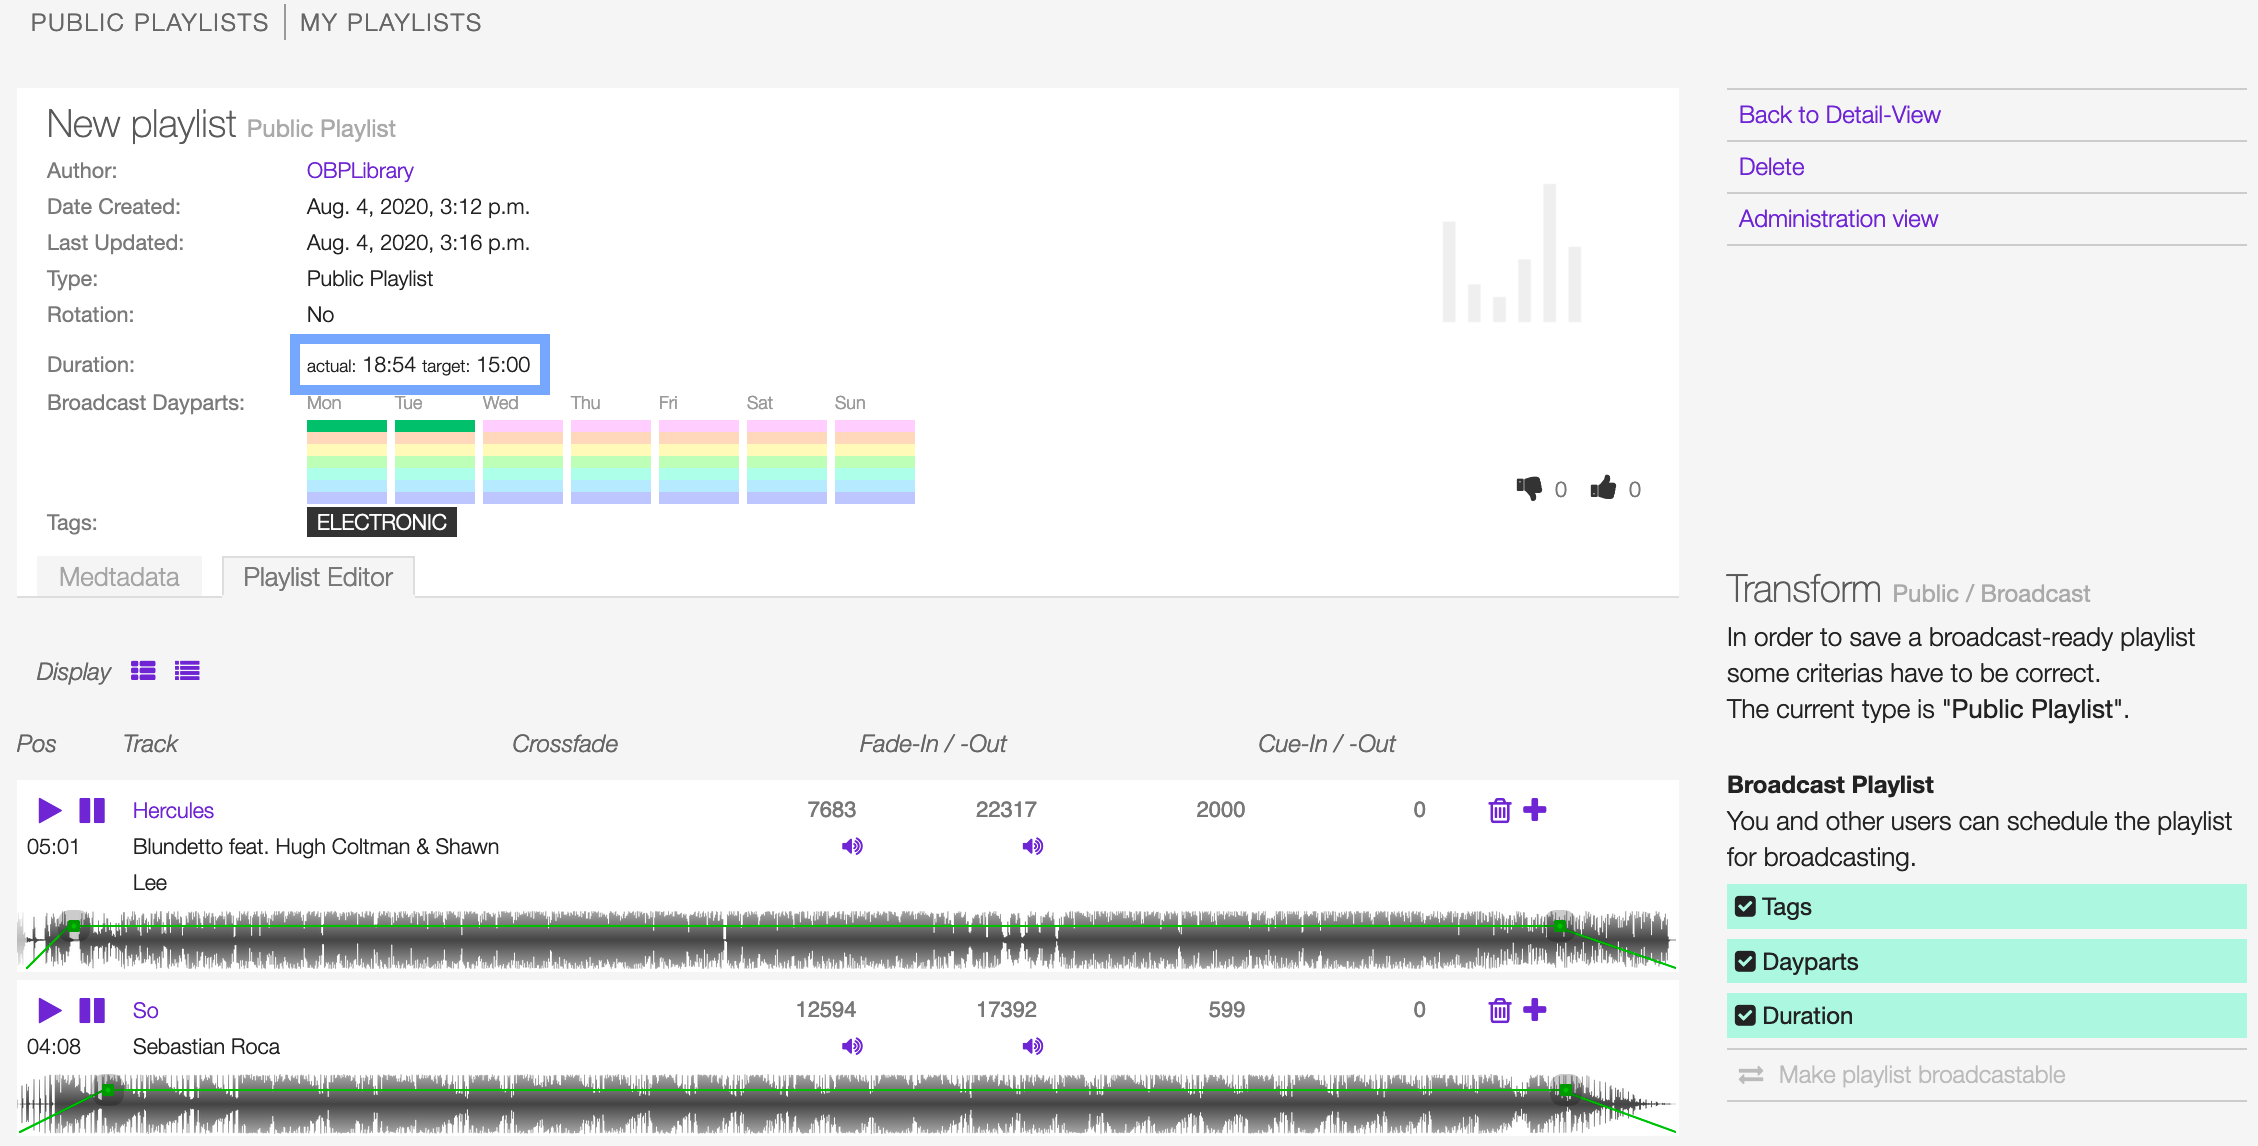 PUBLIC PLAYLISTS | MY PLAYLISTS
New playlist Public Playlist
Author: OBPLibrary
Date Created: Aug. 4, 2020, 3:12 p.m.
Last Updated: Aug. 4, 2020, 3:16 p.m.
Type: Public Playlist
Rotation: No
Duration: actual: 18:54 target: 15:00
Broadcast Dayparts: Mon Tue Wed Thu Fri Sat Sun
0 0
Tags: ELECTRONIC
Medtadata Playlist Editor
Display
Pos Track Crossfade Fade-In / -Out Cue-In / -Out
Hercules 7683 22317 2000 0
05:01 Blundetto feat. Hugh Coltman & Shawn
Lee
So 12594 17392 599 0
04:08 Sebastian Roca
Back to Detail-View
Delete
Administration view
Transform Public / Broadcast
In order to save a broadcast-ready playlist
some criterias have to be correct.
The current type is "Public Playlist".
Broadcast Playlist
You and other users can schedule the playlist
for broadcasting.
Tags
Dayparts
Duration
Make playlist broadcastable